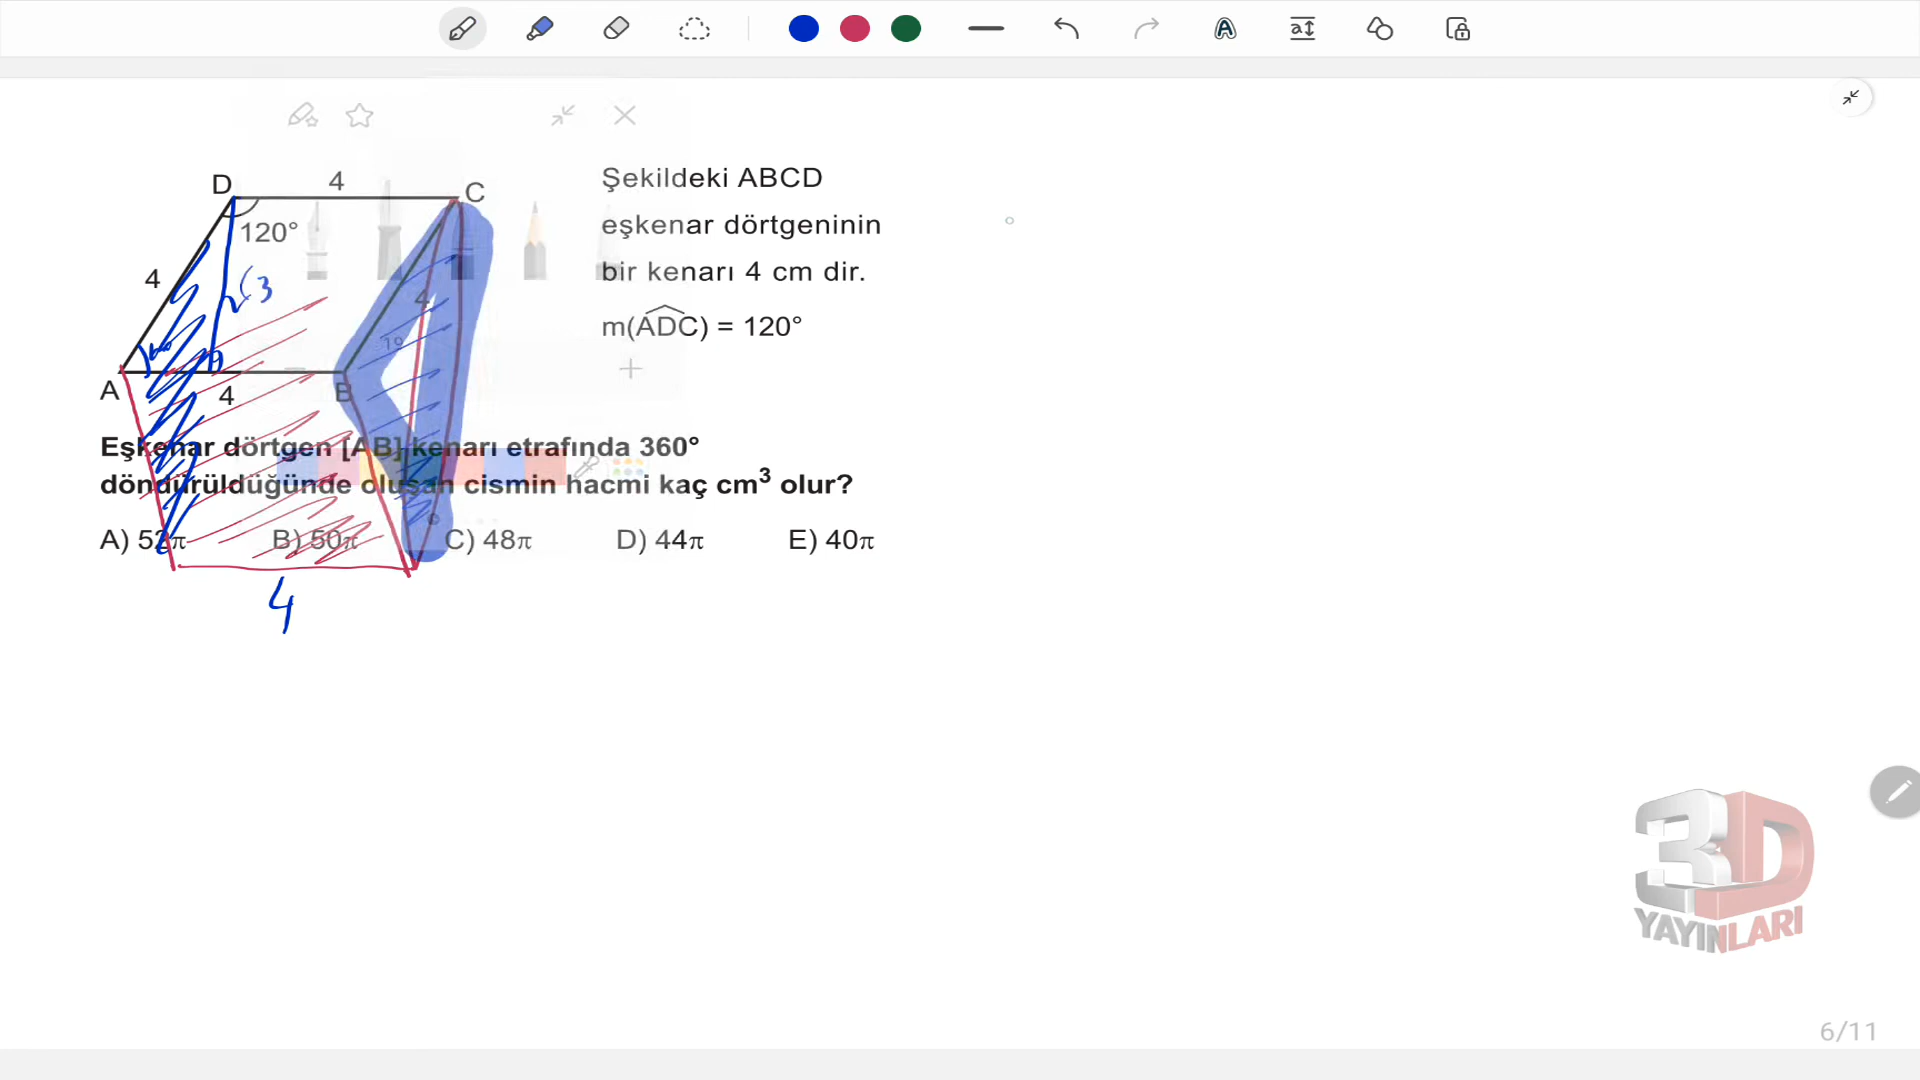 D
4
C
120°
4
2√3
4
60
A
4
B
4
Şekildeki ABCD
eşkenar dörtgeninin
bir kenarı 4 cm dir.
m(ADC) = 120°
Eşkenar dörtgen [AB] kenarı etrafında 360°
döndürüldüğünde oluşan cismin hacmi kaç cm³ olur?
A) 52π B) 50π C) 48π D) 44π E) 40π
3D
YAYINLARI
6/11